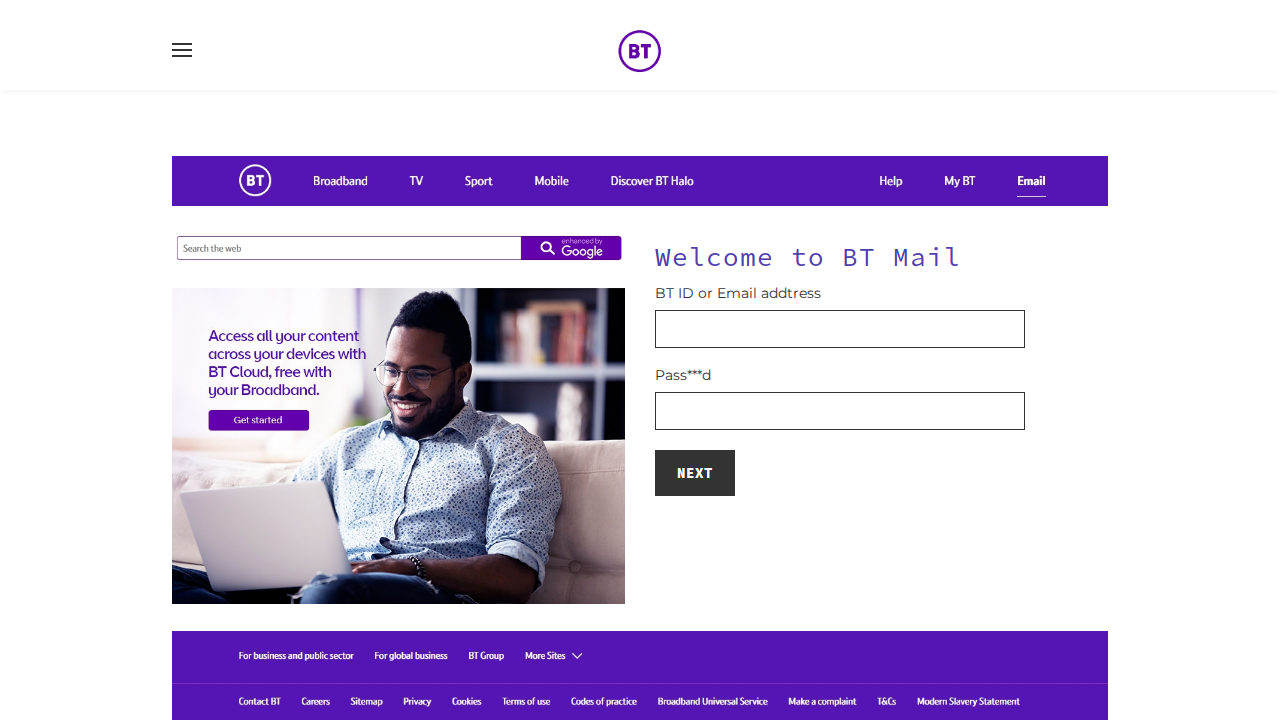 BT
BT Broadband TV Sport Mobile Discover BT Halo Help My BT Email
Search the web
enhanced by
Google
Welcome to BT Mail
BT ID or Email addtress
Access all your content
across your devices with
BT Cloud, free with
your Broadband.
Get started
Pass***d
NEXT
For business and public sector For global business BT Group More Sites
Contact BT Careers Sitemap Privacy Cookies Terms of use Codes of practice Broadband Universal Service Make a complaint T&Cs Modern Slavery Statement